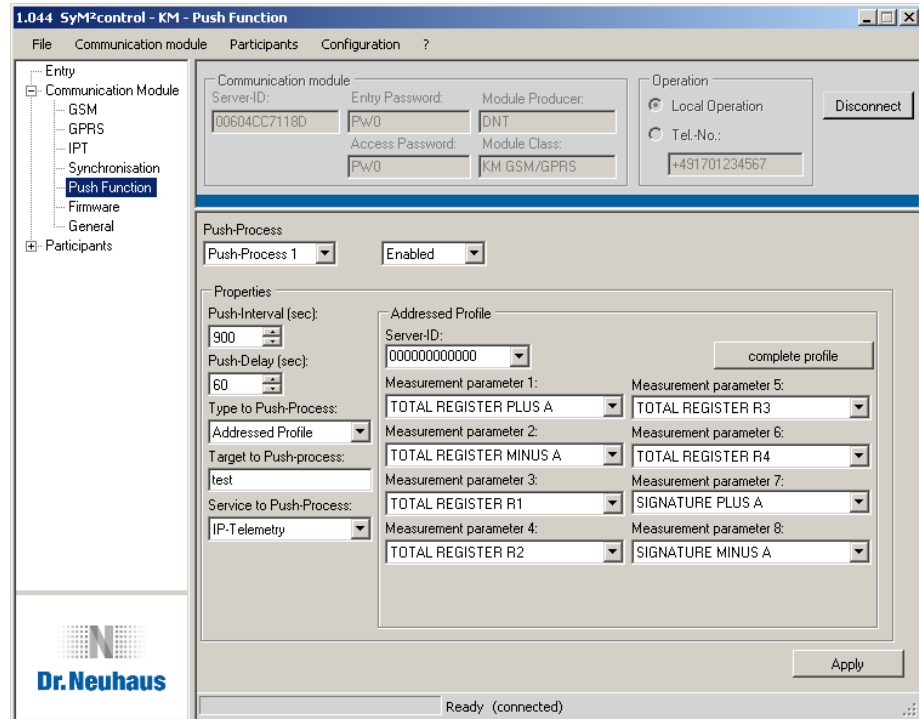 1.044 SyM²control - KM - Push Function
File Communication module Participants Configuration ?
Entry
Communication Module
GSM
GPRS
IPT
Synchronisation
Push Function
Firmware
General
Participants
Communication module
Server-ID: Entry Password: Module Producer:
00604CC7118D PW0 DNT
Access Password: Module Class:
PW0 KM GSM/GPRS
Operation
Local Operation
Tel.-No.:
+491701234567
Disconnect
Push-Process
Push-Process 1 Enabled
Properties
Push-Interval (sec):
900
Push-Delay (sec):
60
Type to Push-Process:
Addressed Profile
Target to Push-process:
test
Service to Push-Process:
IP-Telemetry
Addressed Profile
Server-ID:
000000000000
complete profile
Measurement parameter 1:
TOTAL REGISTER PLUS A
Measurement parameter 2:
TOTAL REGISTER MINUS A
Measurement parameter 3:
TOTAL REGISTER R1
Measurement parameter 4:
TOTAL REGISTER R2
Measurement parameter 5:
TOTAL REGISTER R3
Measurement parameter 6:
TOTAL REGISTER R4
Measurement parameter 7:
SIGNATURE PLUS A
Measurement parameter 8:
SIGNATURE MINUS A
Apply
N
Dr.Neuhaus
Ready (connected)